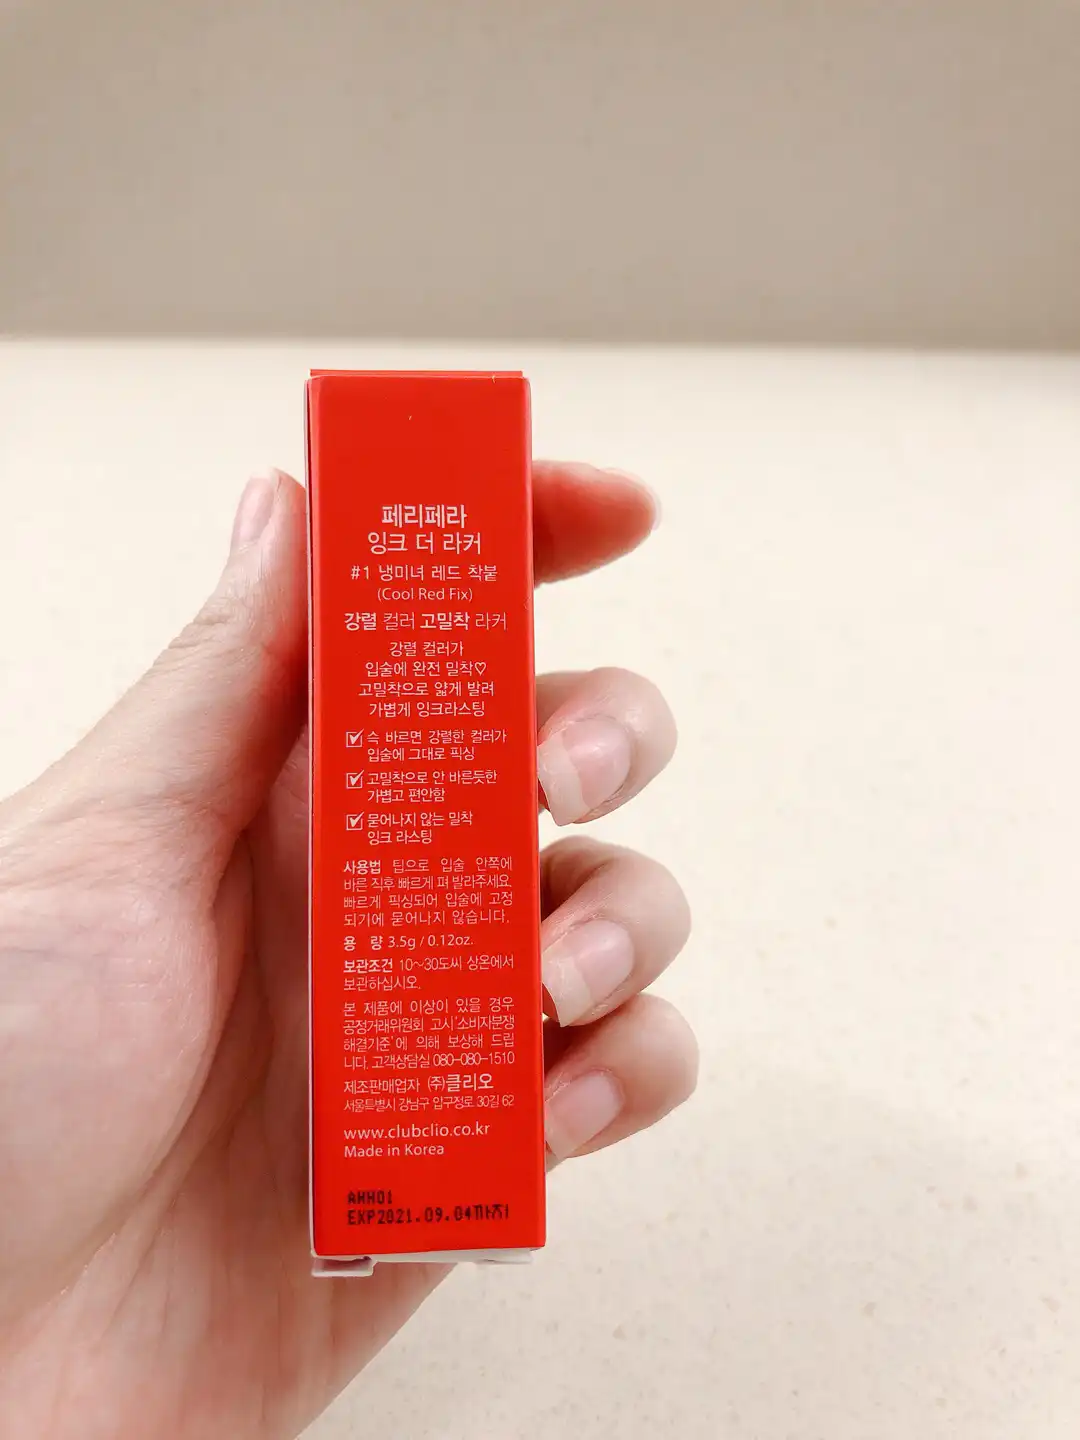 페리페라
잉크 더 라커
#1 냉미녀 레드 착붙
(Cool Red Fix)
강렬 컬러 고밀착 라커
강렬 컬러가
입술에 완전 밀착♡
고밀착으로 얇게 발려
가볍게 잉크라스팅
☑ 슥 바르면 강렬한 컬러가
입술에 그대로 픽싱
☑ 고밀착으로 안 바른듯한
가볍고 편안함
☑ 묻어나지 않는 밀착
잉크 라스팅
사용법 팁으로 입술 안쪽에
바른 직후 빠르게 펴 발라주세요.
빠르게 픽싱되어 입술에 고정
되기에 묻어나지 않습니다.
용 량 3.5g / 0.12oz.
보관조건 10~30도씨 상온에서
보관하십시오.
본 제품에 이상이 있을 경우
공정거래위원회 고시'소비자분쟁
해결기준'에 의해 보상해 드립
니다. 고객상담실 080-080-1510
제조판매업자 ㈜클리오
서울특별시 강남구 압구정로 30길 62
www.clubclio.co.kr
Made in Korea
AHH01
EXP2021.09.04까지